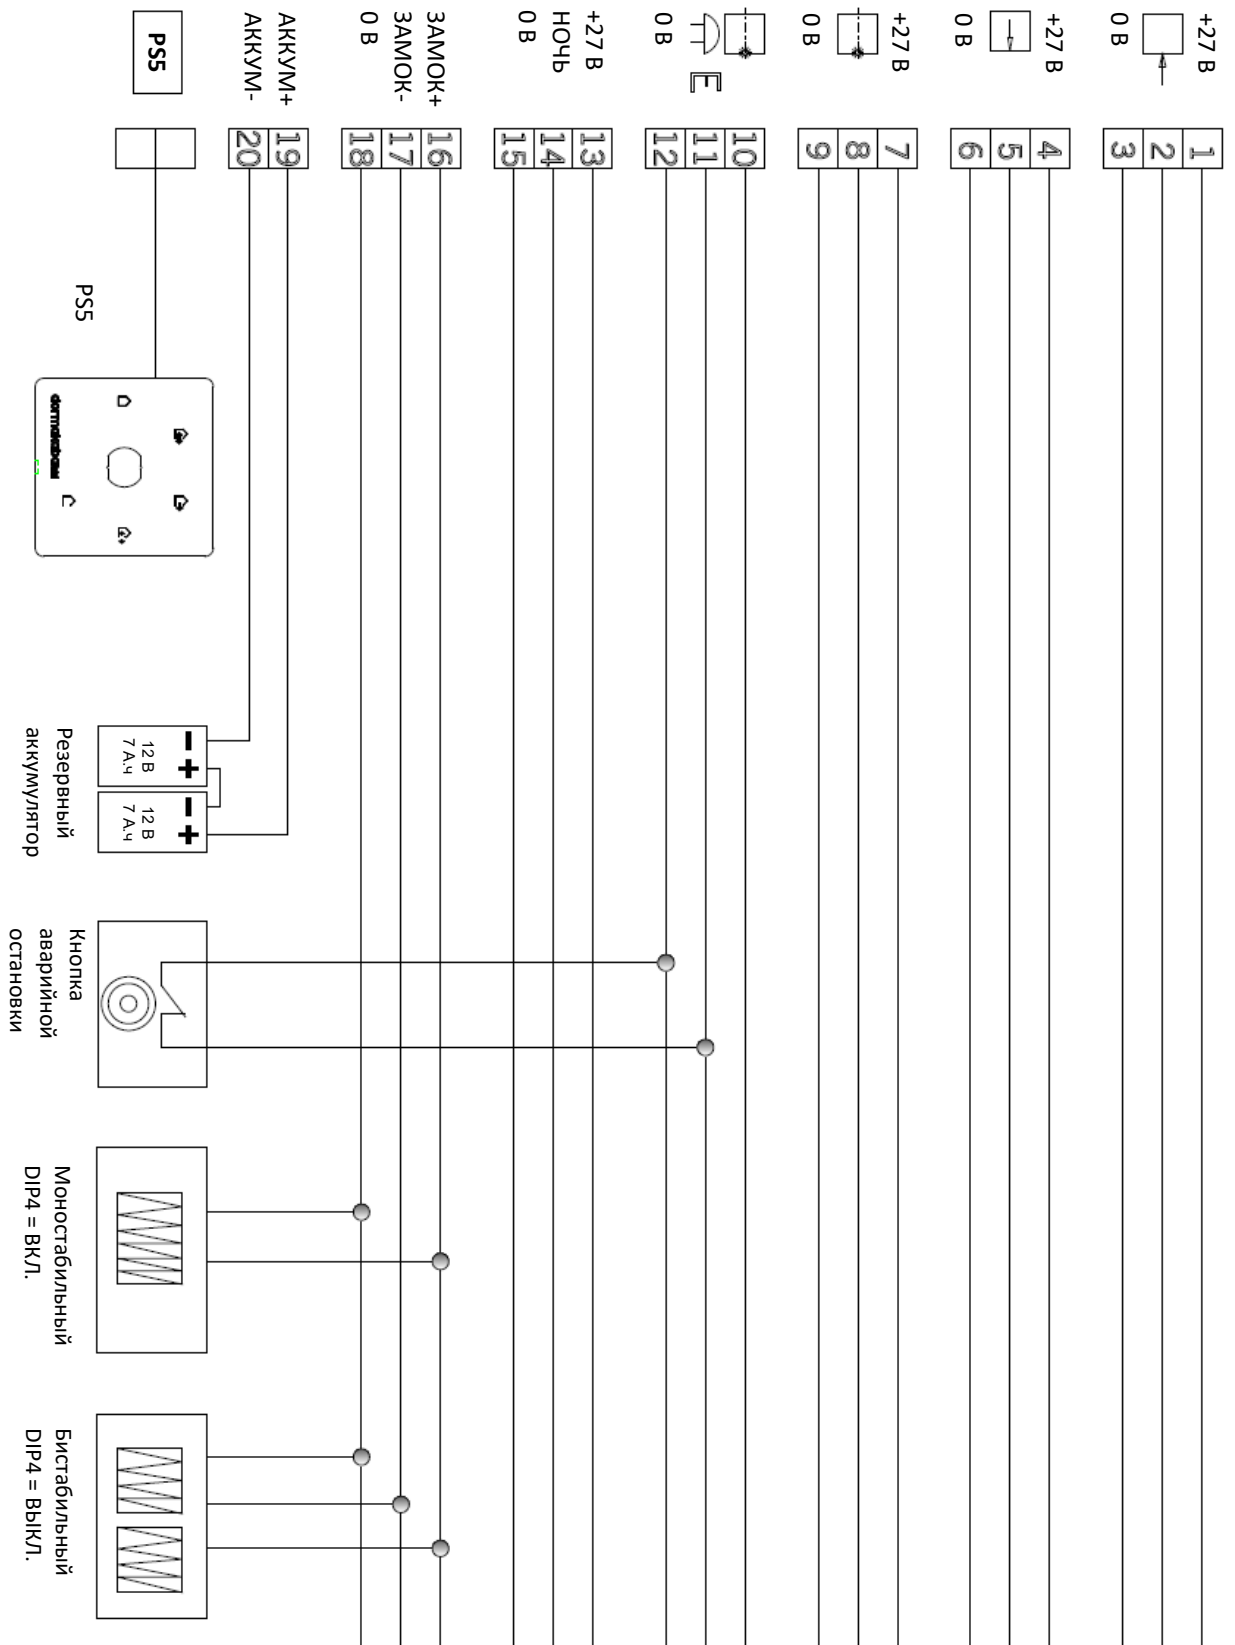 +27 В
0 В
+27 В
0 В
+27 В
0 В
E
0 В
+27 В
НОЧЬ
0 В
ЗАМОК+
ЗАМОК-
0 В
АККУМ+
АККУМ-
PS5
1
2
3
4
5
6
7
8
9
10
11
12
13
14
15
16
17
18
19
20
PS5
dormakaba
12 В
7 А.ч
12 В
7 А.ч
Резервный
аккумулятор
Кнопка
аварийной
остановки
Моностабильный
DIP4 = ВКЛ.
Бистабильный
DIP4 = ВЫКЛ.